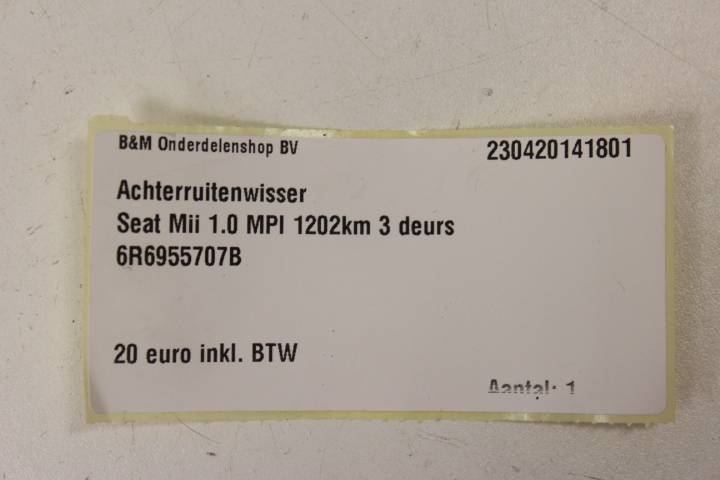 B&M Onderdelenshop BV 230420141801
Achterruitenwisser
Seat Mii 1.0 MPI 1202km 3 deurs
6R6955707B
20 euro inkl. BTW
Aantal: 1